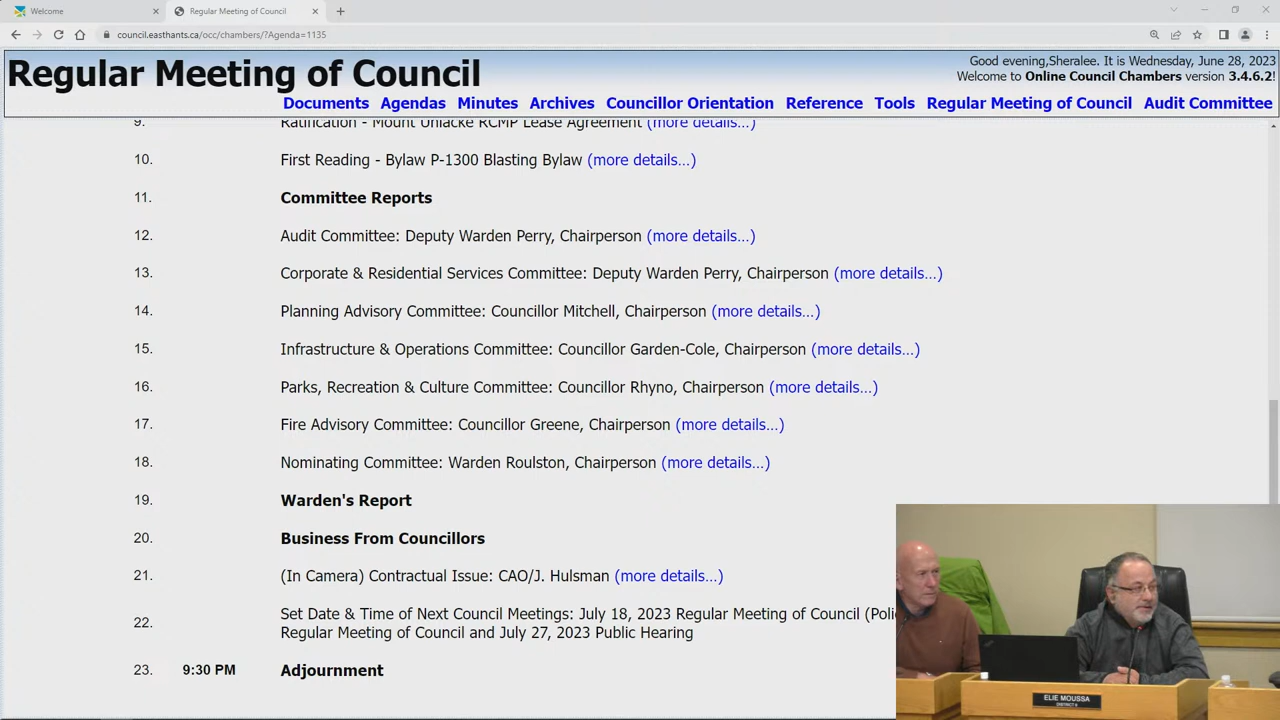 Welcome
Regular Meeting of Council
council.easthants.ca/occ/chambers/?Agenda=1135
Regular Meeting of Council
Good evening,Sheralee. It is Wednesday, June 28, 2023
Welcome to Online Council Chambers version 3.4.6.2!
Documents Agendas Minutes Archives Councillor Orientation Reference Tools Regular Meeting of Council Audit Committee
9. Ratification - Mount Uniacke RCMP Lease Agreement (more details...)
10. First Reading - Bylaw P-1300 Blasting Bylaw (more details...)
11. Committee Reports
12. Audit Committee: Deputy Warden Perry, Chairperson (more details...)
13. Corporate & Residential Services Committee: Deputy Warden Perry, Chairperson (more details...)
14. Planning Advisory Committee: Councillor Mitchell, Chairperson (more details...)
15. Infrastructure & Operations Committee: Councillor Garden-Cole, Chairperson (more details...)
16. Parks, Recreation & Culture Committee: Councillor Rhyno, Chairperson (more details...)
17. Fire Advisory Committee: Councillor Greene, Chairperson (more details...)
18. Nominating Committee: Warden Roulston, Chairperson (more details...)
19. Warden's Report
20. Business From Councillors
21. (In Camera) Contractual Issue: CAO/J. Hulsman (more details...)
22. Set Date & Time of Next Council Meetings: July 18, 2023 Regular Meeting of Council
Regular Meeting of Council and July 27, 2023 Public Hearing
23. 9:30 PM Adjournment
ELIE MOUSSA